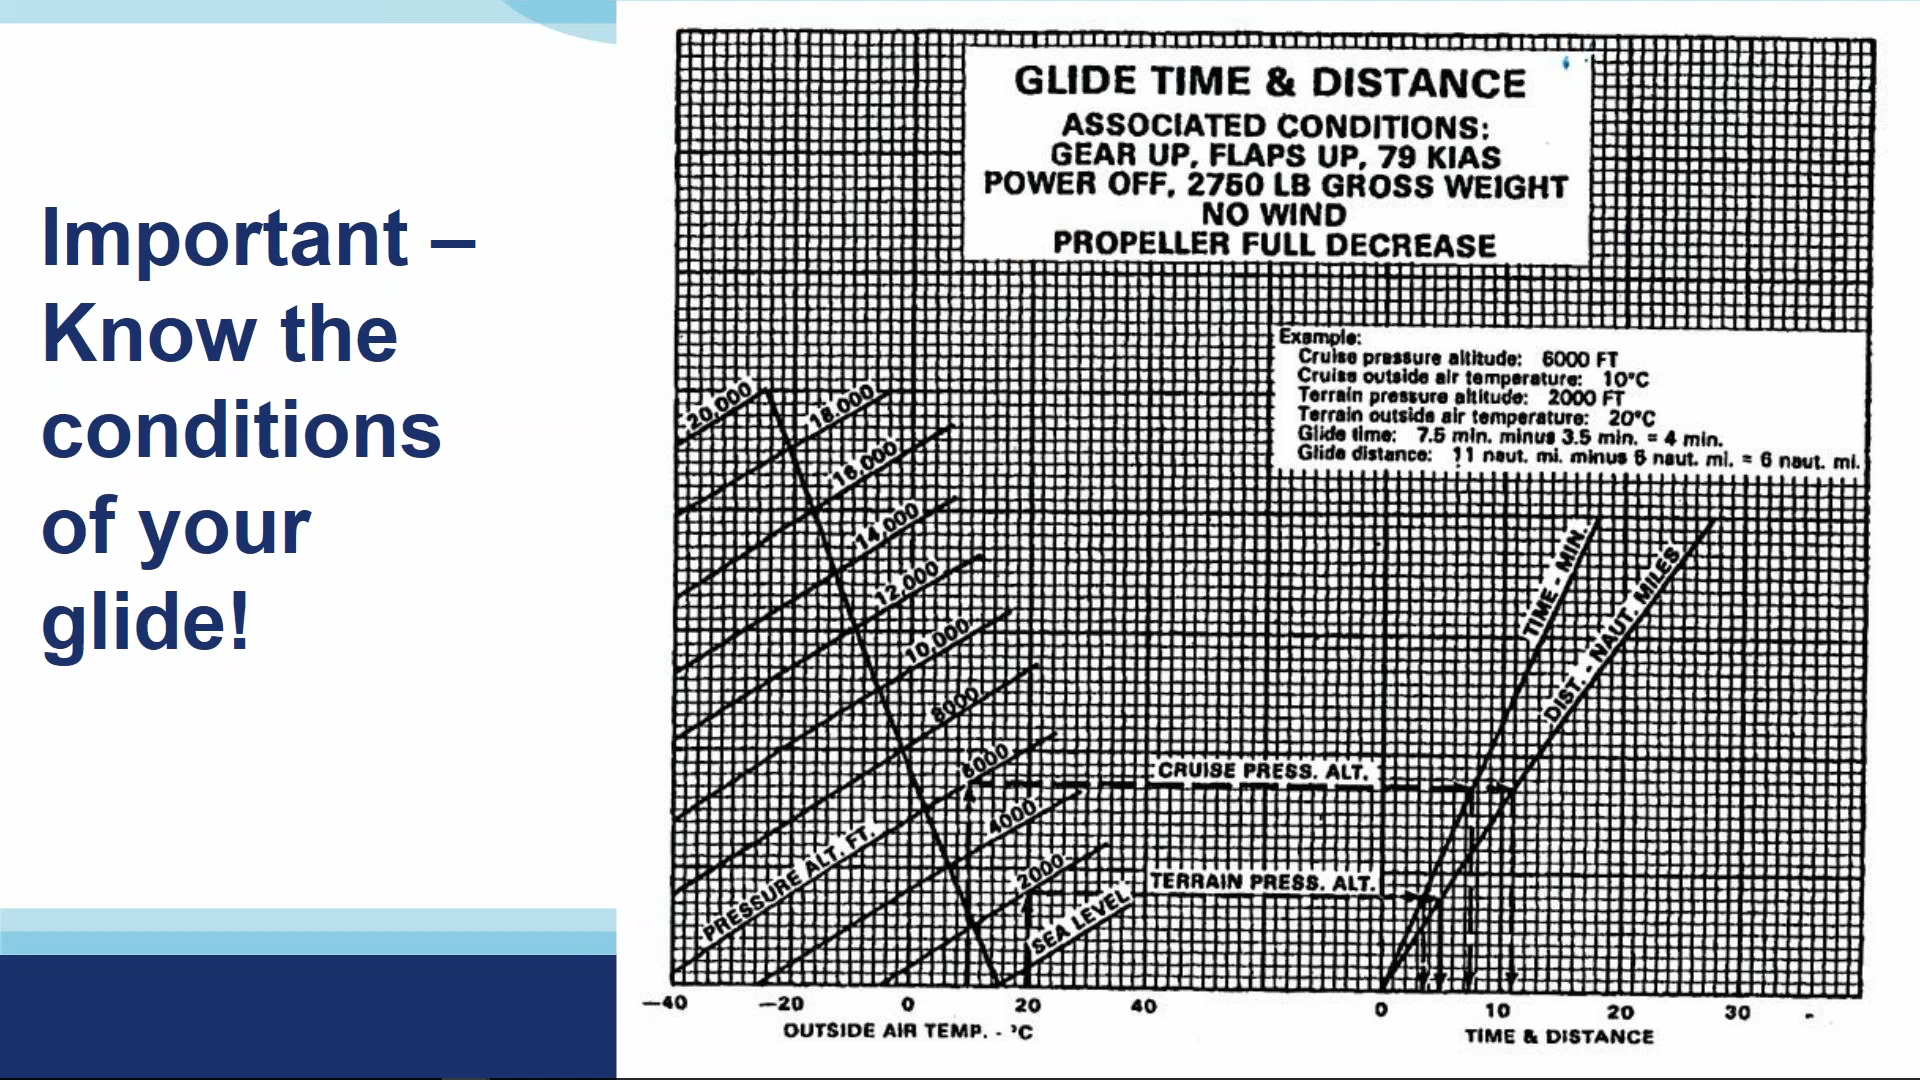 Important –
Know the
conditions
of your
glide!
GLIDE TIME & DISTANCE
ASSOCIATED CONDITIONS:
GEAR UP, FLAPS UP, 79 KIAS
POWER OFF, 2750 LB GROSS WEIGHT
NO WIND
PROPELLER FULL DECREASE
Example:
Cruise pressure altitude: 6000 FT
Cruise outside air temperature: 10°C
Terrain pressure altitude: 2000 FT
Terrain outside air temperature: 20°C
Glide time: 7.5 min. minus 3.5 min. = 4 min.
Glide distance: 11 naut. mi. minus 5 naut. mi. = 6 naut. mi.
20,000
18,000
16,000
14,000
12,000
10,000
8000
6000
4000
2000
SEA LEVEL
PRESSURE ALT. FT.
TIME - MIN.
DIST. - NAUT. MILES
CRUISE PRESS. ALT.
TERRAIN PRESS. ALT.
—40 —20 0 20 40
OUTSIDE AIR TEMP. - °C
0 10 20 30
TIME & DISTANCE